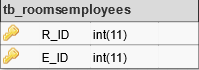 tb_roomsemployees
R_ID int(11)
E_ID int(11)